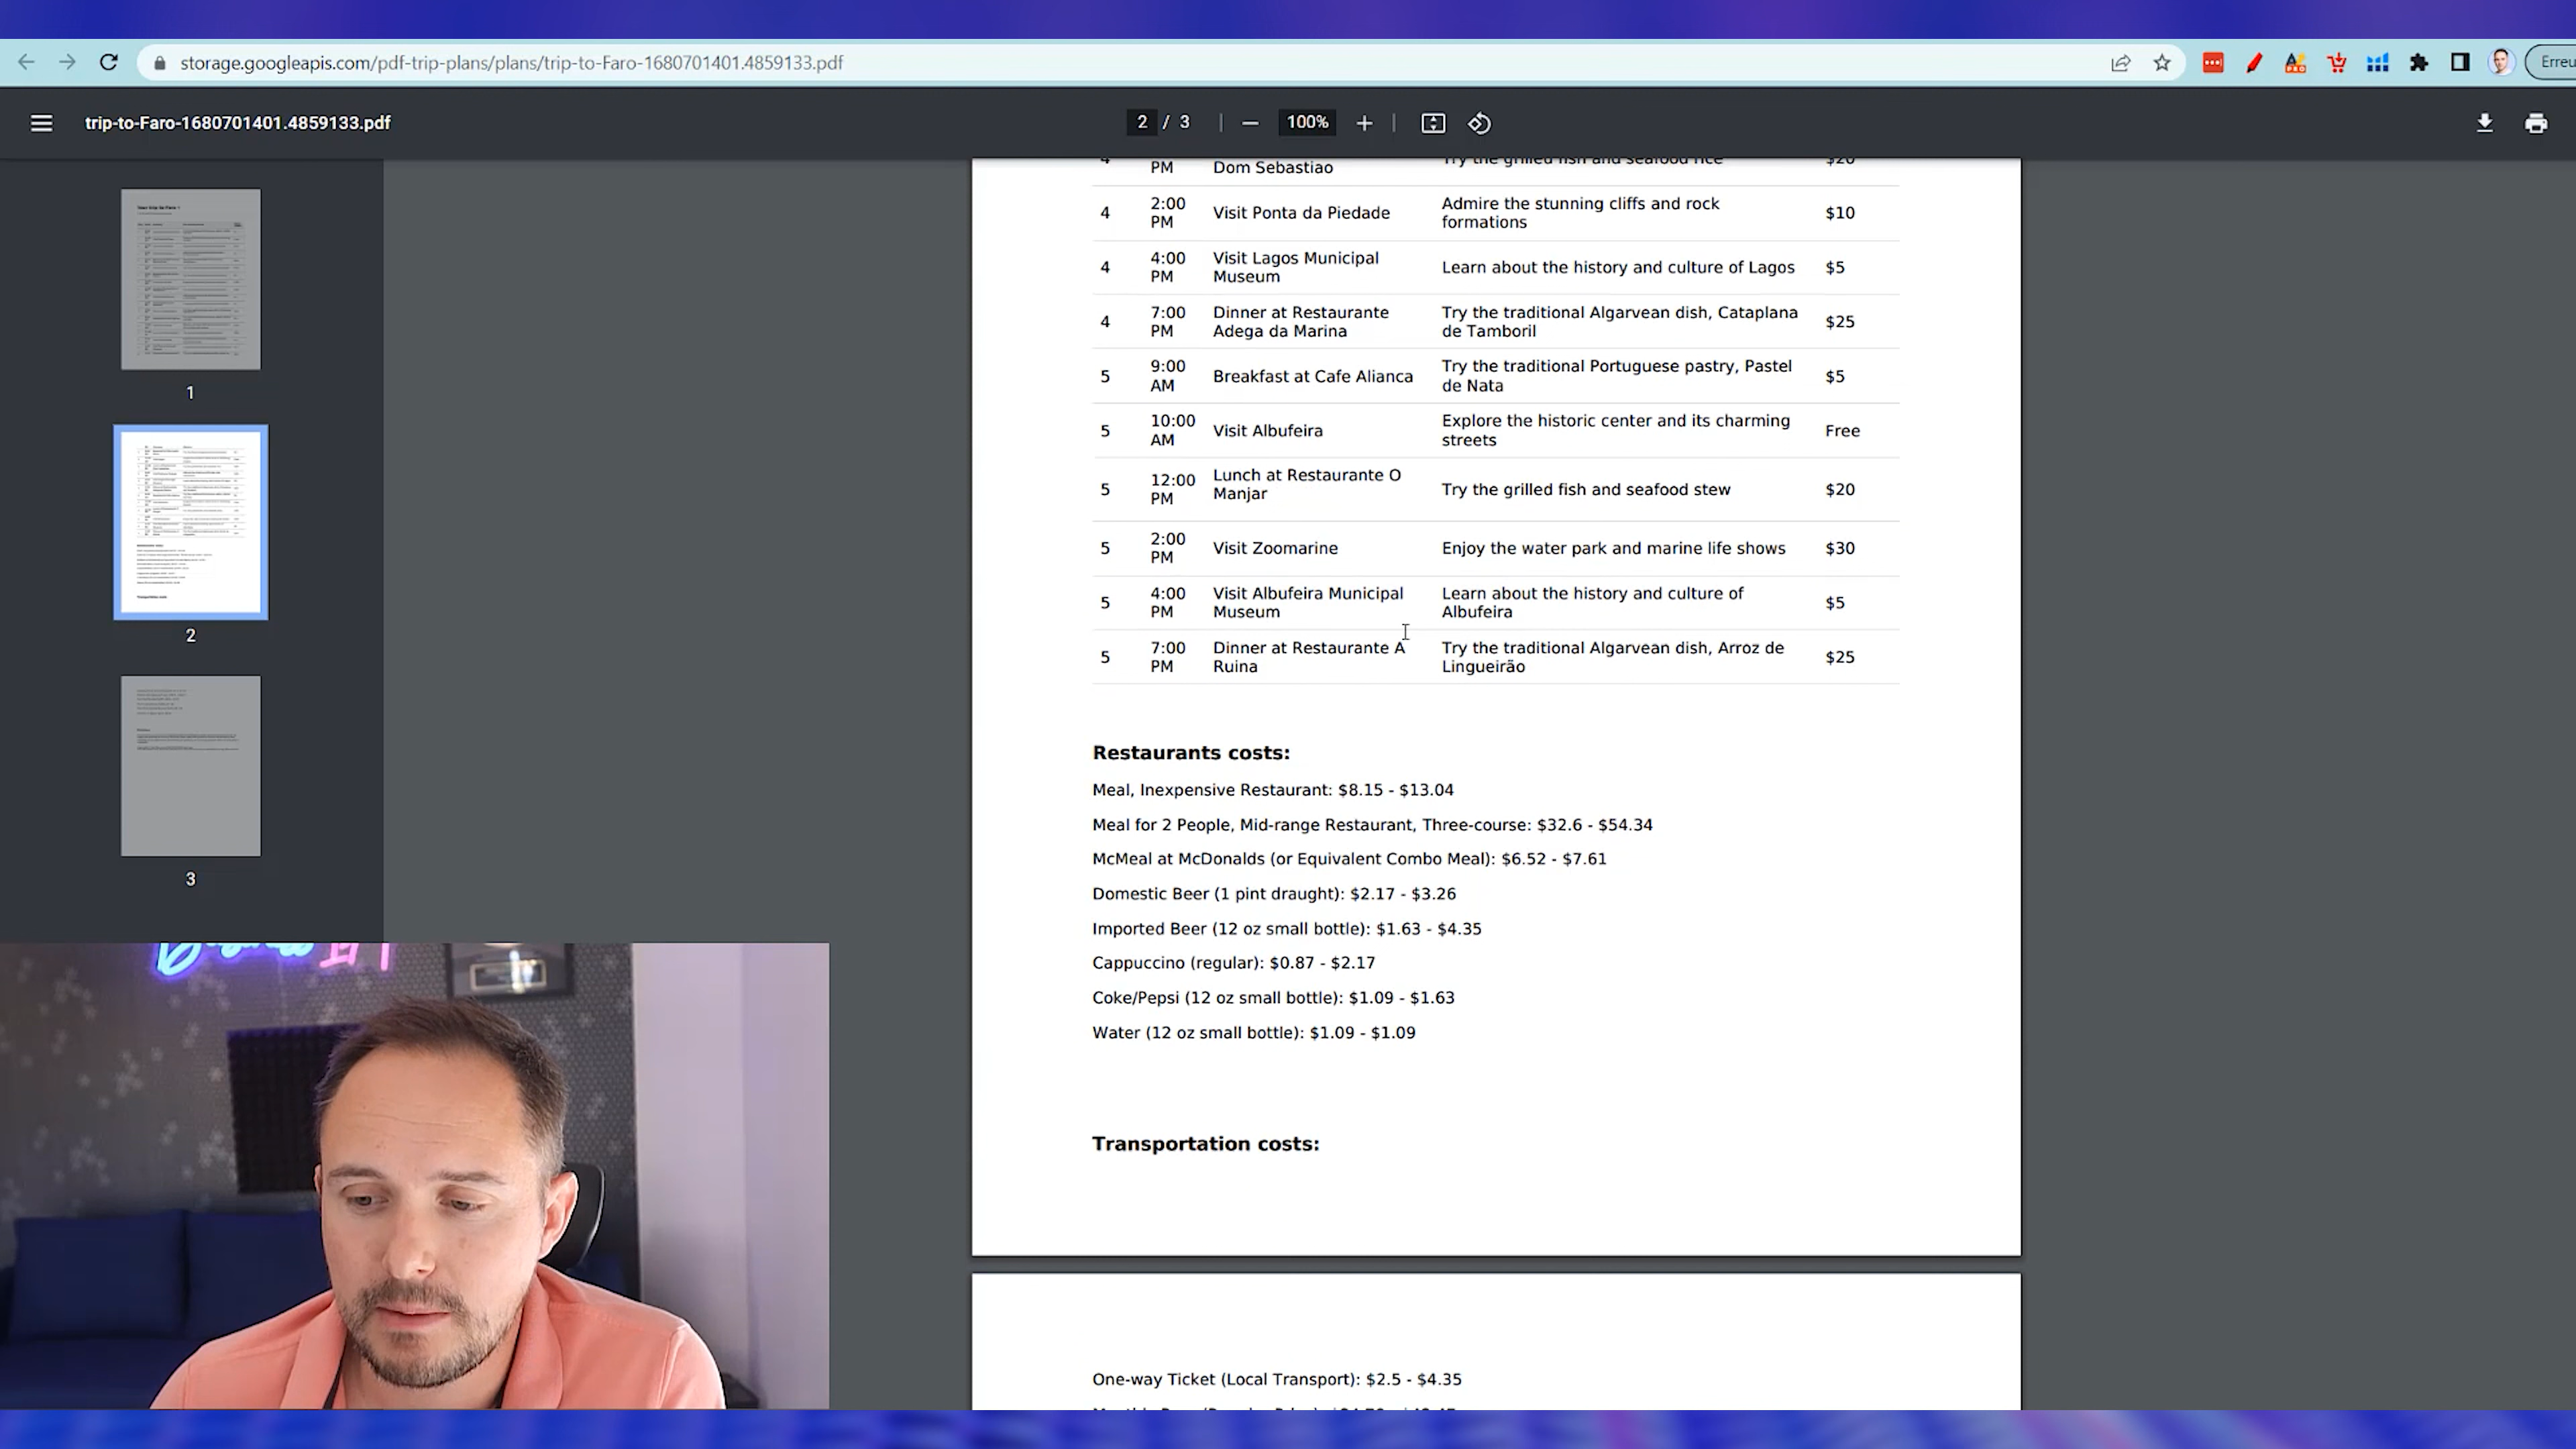 storage.googleapis.com/pdf-trip-plans/plans/trip-to-Faro-1680701401.4859133.pdf
Erreu
trip-to-Faro-1680701401.4859133.pdf
2 / 3
100%
4 PM Dom Sebastiao Try the grilled fish and seafood rice $20
4 2:00 PM Visit Ponta da Piedade Admire the stunning cliffs and rock
formations $10
4 4:00 PM Visit Lagos Municipal
Museum Learn about the history and culture of Lagos $5
4 7:00 PM Dinner at Restaurante
Adega da Marina Try the traditional Algarvean dish, Cataplana
de Tamboril $25
5 9:00 AM Breakfast at Cafe Alianca Try the traditional Portuguese pastry, Pastel
de Nata $5
5 10:00 AM Visit Albufeira Explore the historic center and its charming
streets Free
5 12:00 PM Lunch at Restaurante O
Manjar Try the grilled fish and seafood stew $20
5 2:00 PM Visit Zoomarine Enjoy the water park and marine life shows $30
5 4:00 PM Visit Albufeira Municipal
Museum Learn about the history and culture of
Albufeira $5
5 7:00 PM Dinner at Restaurante A
Ruina Try the traditional Algarvean dish, Arroz de
Lingueirão $25
Restaurants costs:
Meal, Inexpensive Restaurant: $8.15 - $13.04
Meal for 2 People, Mid-range Restaurant, Three-course: $32.6 - $54.34
McMeal at McDonalds (or Equivalent Combo Meal): $6.52 - $7.61
Domestic Beer (1 pint draught): $2.17 - $3.26
Imported Beer (12 oz small bottle): $1.63 - $4.35
Cappuccino (regular): $0.87 - $2.17
Coke/Pepsi (12 oz small bottle): $1.09 - $1.63
Water (12 oz small bottle): $1.09 - $1.09
Transportation costs:
One-way Ticket (Local Transport): $2.5 - $4.35
1
2
3